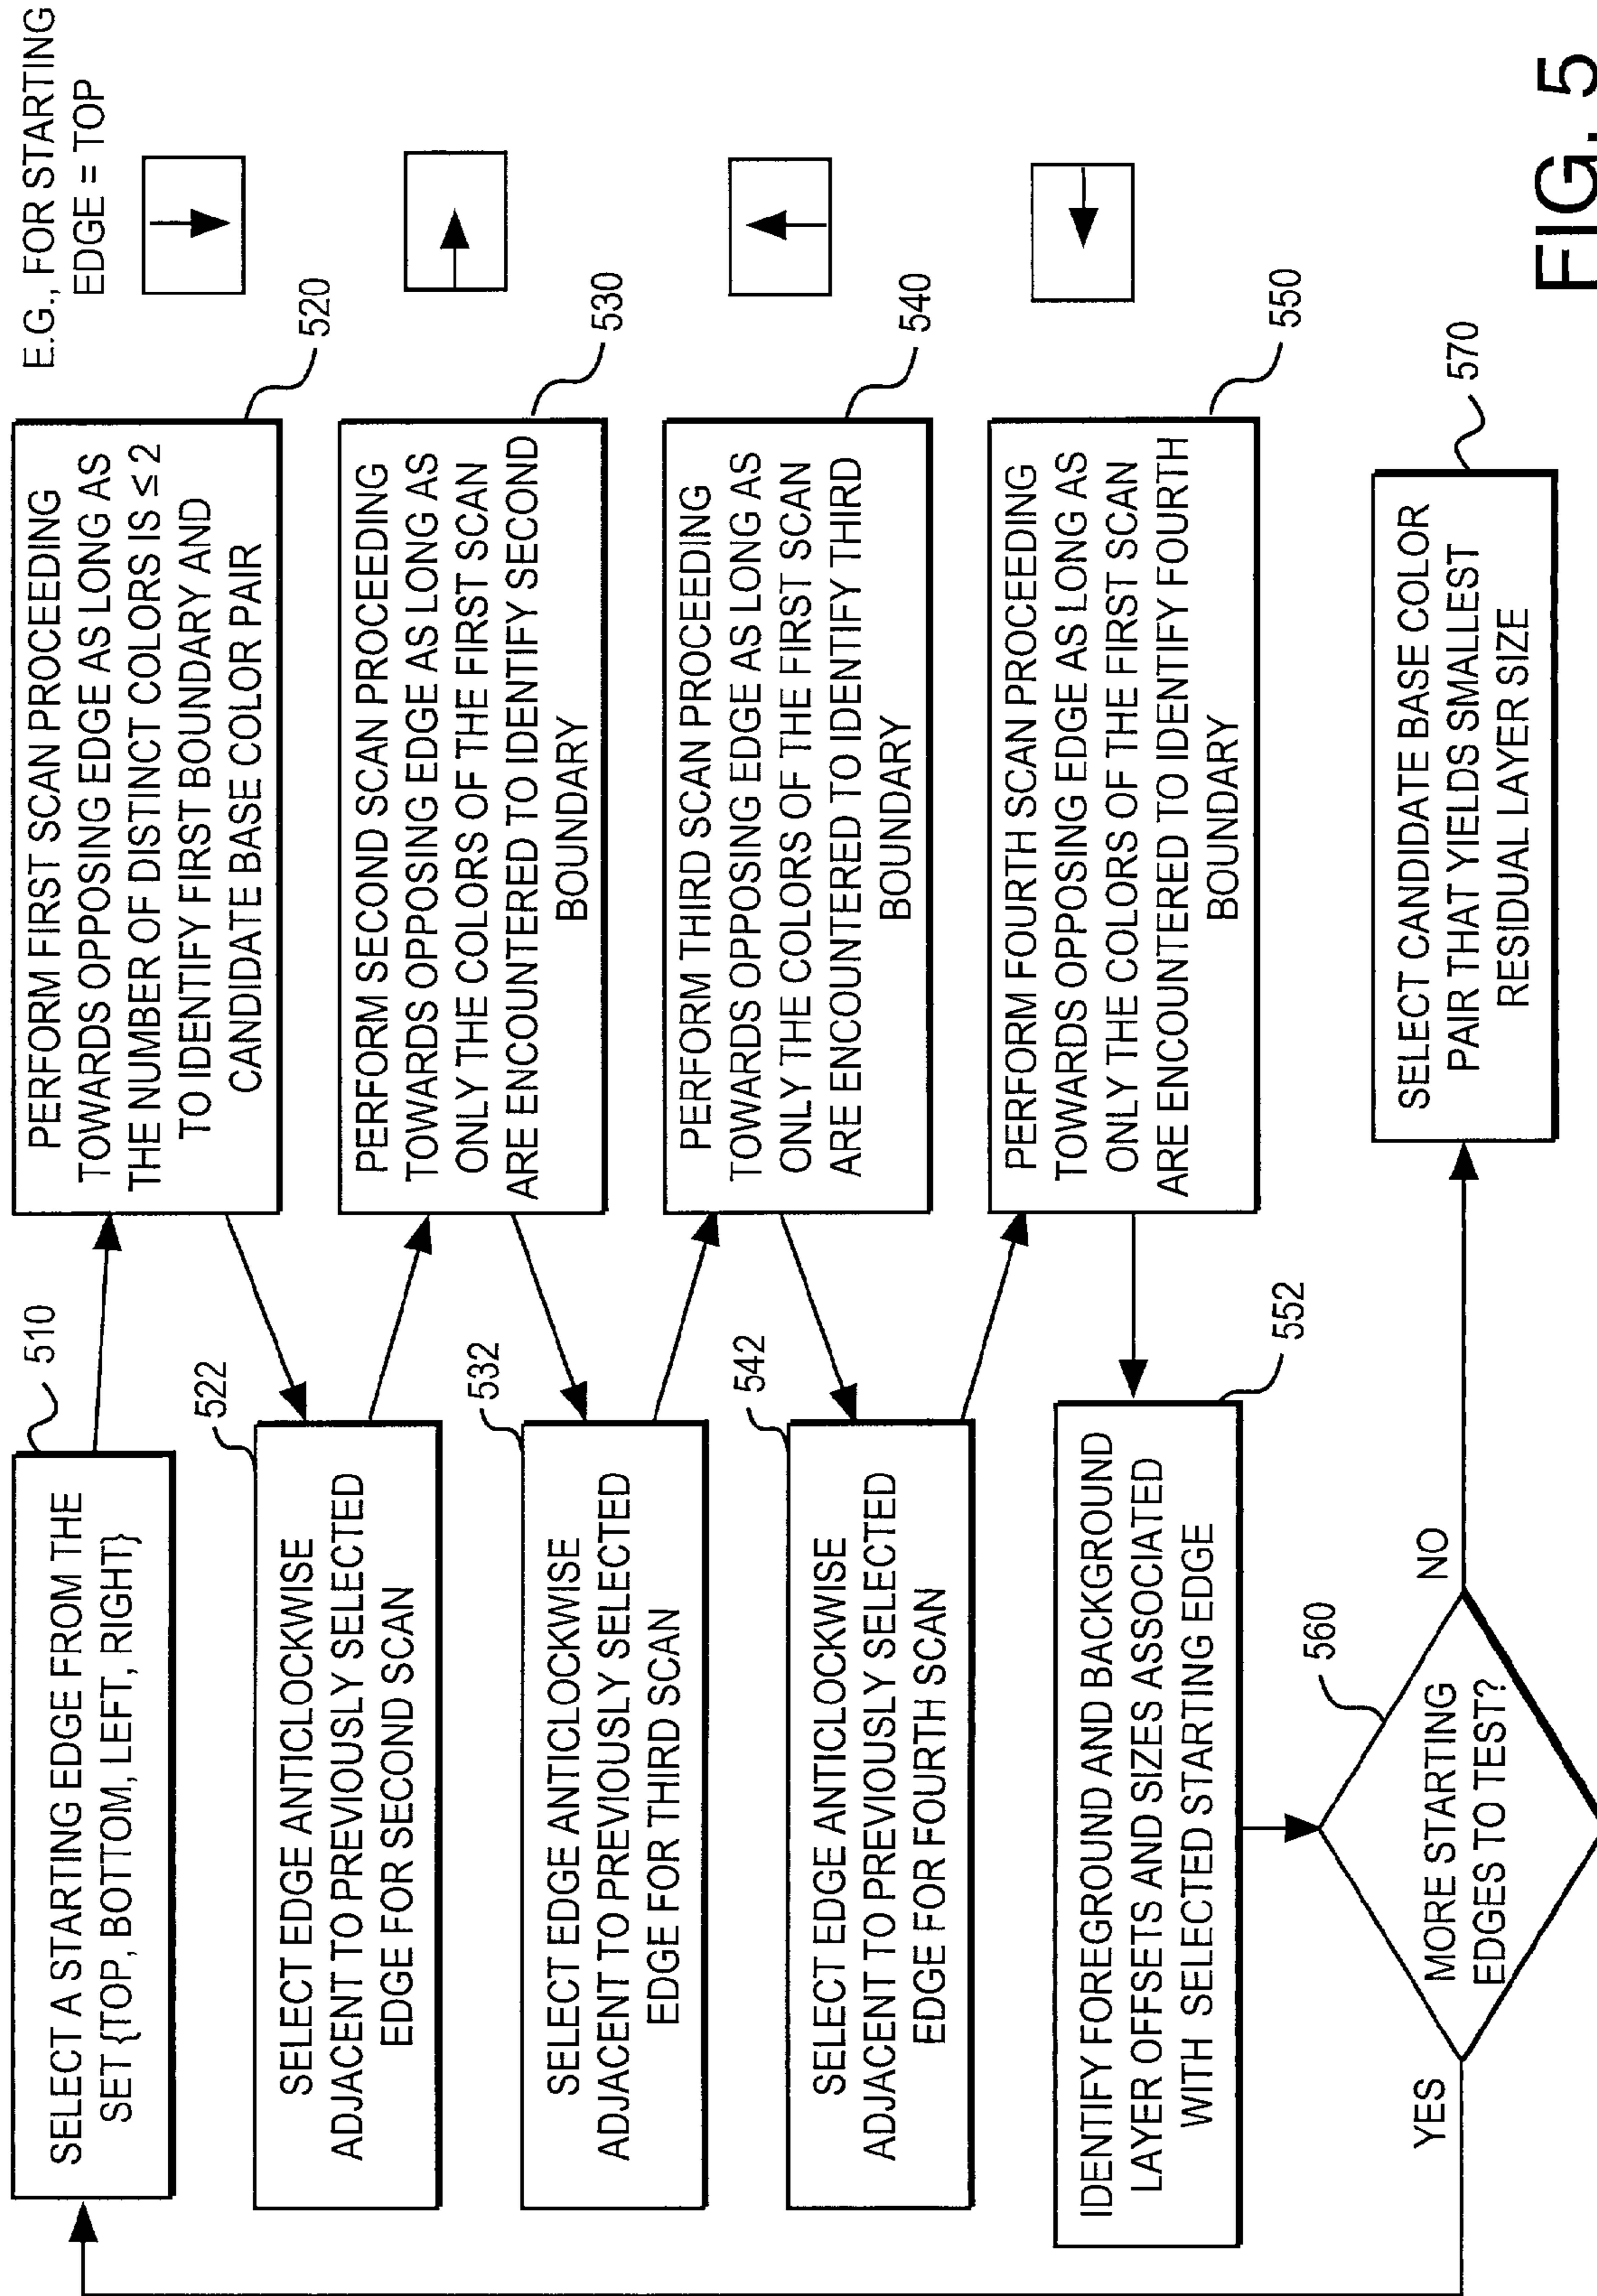 E.G., FOR STARTING
EDGE = TOP
SELECT A STARTING EDGE FROM THE
SET {TOP, BOTTOM, LEFT, RIGHT}
510
PERFORM FIRST SCAN PROCEEDING
TOWARDS OPPOSING EDGE AS LONG AS
THE NUMBER OF DISTINCT COLORS IS ≤ 2
TO IDENTIFY FIRST BOUNDARY AND
CANDIDATE BASE COLOR PAIR
520
SELECT EDGE ANTICLOCKWISE
ADJACENT TO PREVIOUSLY SELECTED
EDGE FOR SECOND SCAN
522
PERFORM SECOND SCAN PROCEEDING
TOWARDS OPPOSING EDGE AS LONG AS
ONLY THE COLORS OF THE FIRST SCAN
ARE ENCOUNTERED TO IDENTIFY SECOND
BOUNDARY
530
SELECT EDGE ANTICLOCKWISE
ADJACENT TO PREVIOUSLY SELECTED
EDGE FOR THIRD SCAN
532
PERFORM THIRD SCAN PROCEEDING
TOWARDS OPPOSING EDGE AS LONG AS
ONLY THE COLORS OF THE FIRST SCAN
ARE ENCOUNTERED TO IDENTIFY THIRD
BOUNDARY
540
SELECT EDGE ANTICLOCKWISE
ADJACENT TO PREVIOUSLY SELECTED
EDGE FOR FOURTH SCAN
542
PERFORM FOURTH SCAN PROCEEDING
TOWARDS OPPOSING EDGE AS LONG AS
ONLY THE COLORS OF THE FIRST SCAN
ARE ENCOUNTERED TO IDENTIFY FOURTH
BOUNDARY
550
IDENTIFY FOREGROUND AND BACKGROUND
LAYER OFFSETS AND SIZES ASSOCIATED
WITH SELECTED STARTING EDGE
552
MORE STARTING
EDGES TO TEST?
560
YES
NO
SELECT CANDIDATE BASE COLOR
PAIR THAT YIELDS SMALLEST
RESIDUAL LAYER SIZE
570
FIG. 5